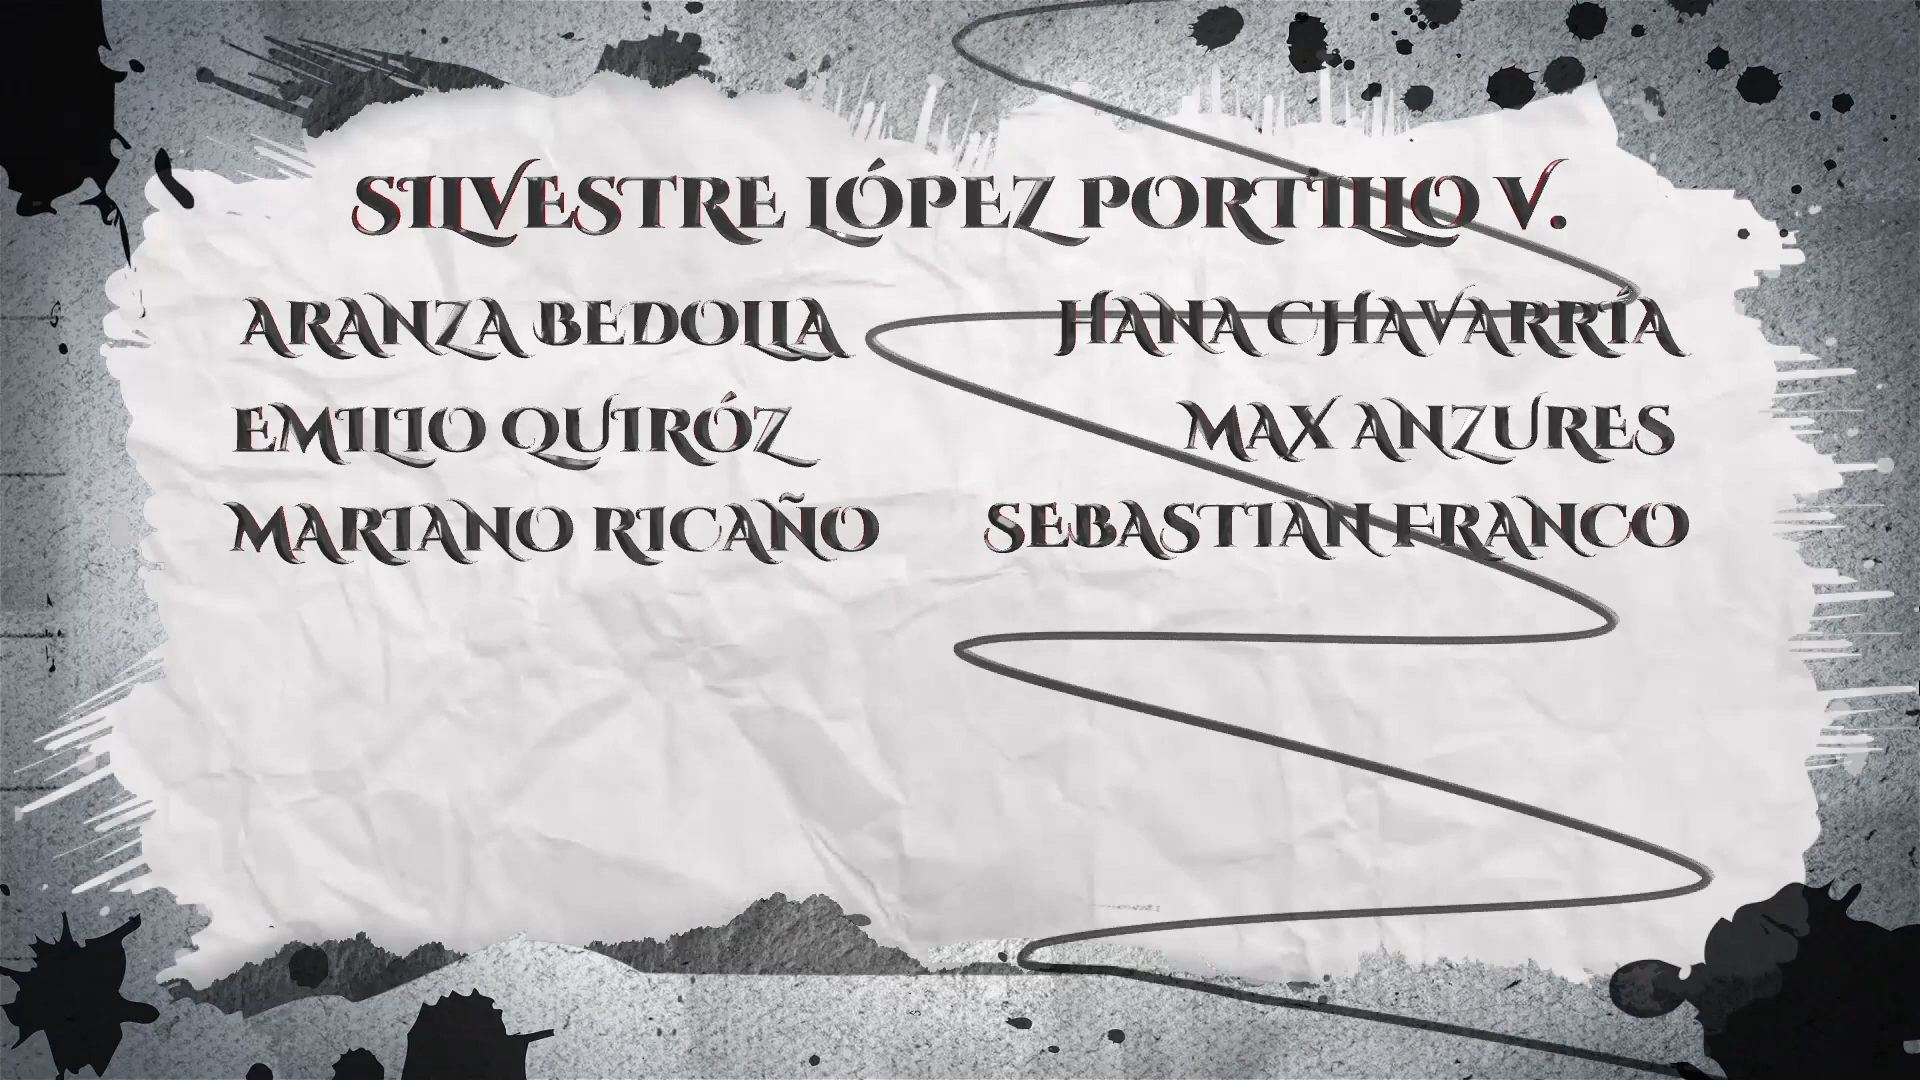 SILVESTRE LÓPEZ PORTILLO V.
ARANZA BEDOLLA
HANA CHAVARRÍA
EMILIO QUIRÓZ
MAX ANZURES
MARIANO RICAÑO
SEBASTIAN FRANCO